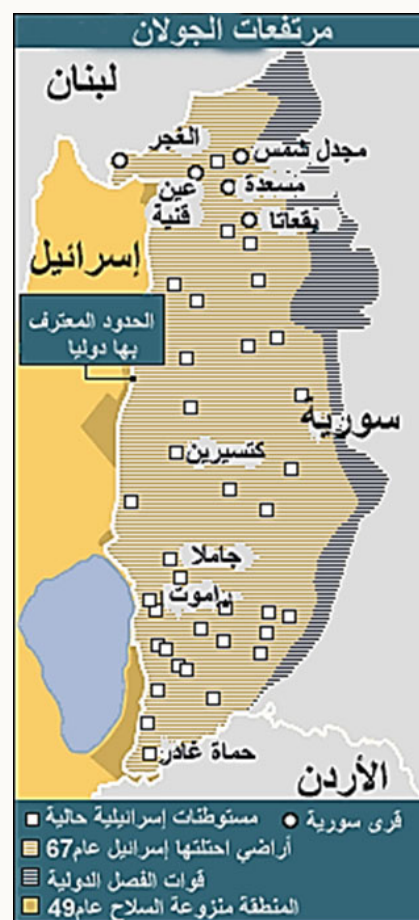 مرتفعات الجولان
لبنان
الغجر
مجدل شمس
عين
قنية
مسعدة
بقعاتا
إسرائيل
الحدود المعترف
بها دوليا
سورية
كتسيرين
جاملا
راموت
حماة غادر
الأردن
قرى سورية
مستوطنات إسرائيلية حالية
أراضي احتلتها إسرائيل عام67
قوات الفصل الدولية
المنطقة منزوعة السلاح عام49